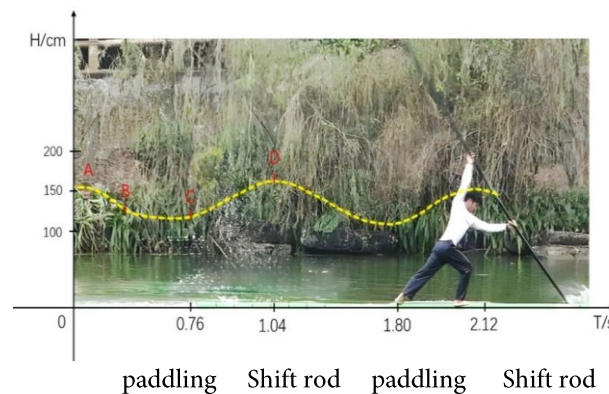 H/cm
200
150
100
A
B
C
D
0
0.76
1.04
1.80
2.12
T/s
paddling
Shift rod
paddling
Shift rod